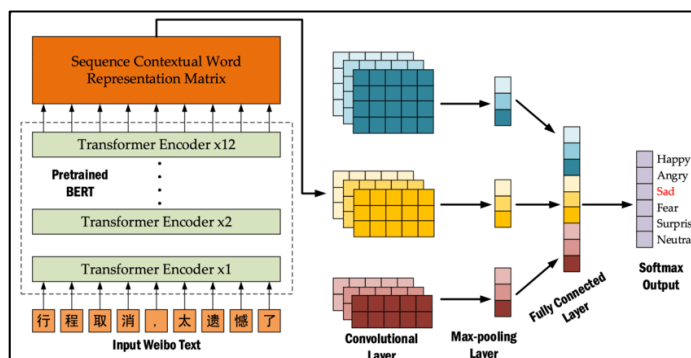 Sequence Contextual Word
Representation Matrix
Transformer Encoder x12
Pretrained
BERT
Transformer Encoder x2
Transformer Encoder x1
行 程 取 消 , 太 遗 憾 了
Input Weibo Text
Convolutional
Layer
Max-pooling
Layer
Fully Connected
Layer
Happy
Angry
Sad
Fear
Surpris
Neutra
Softmax
Output